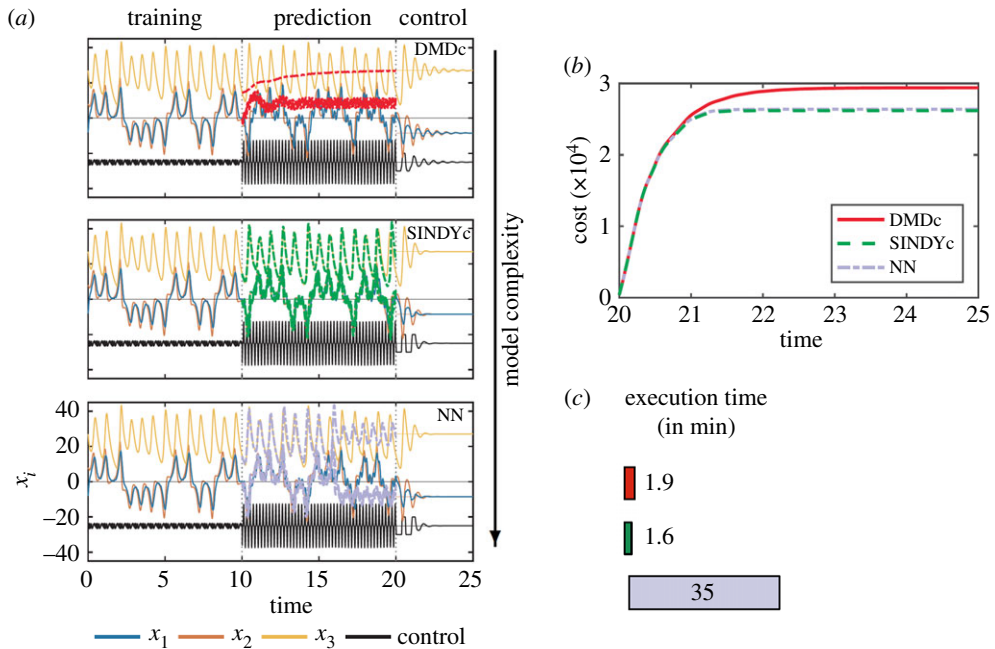 (a)
training prediction control
DMDc
SINDYc
NN
model complexity
40
20
0
−20
−40
x_i
0 5 10 15 20 25
time
x_1 x_2 x_3 control
(b)
3
2
1
0
cost (×10^4)
DMDc
SINDYc
NN
20 21 22 23 24 25
time
(c) execution time
(in min)
1.9
1.6
35